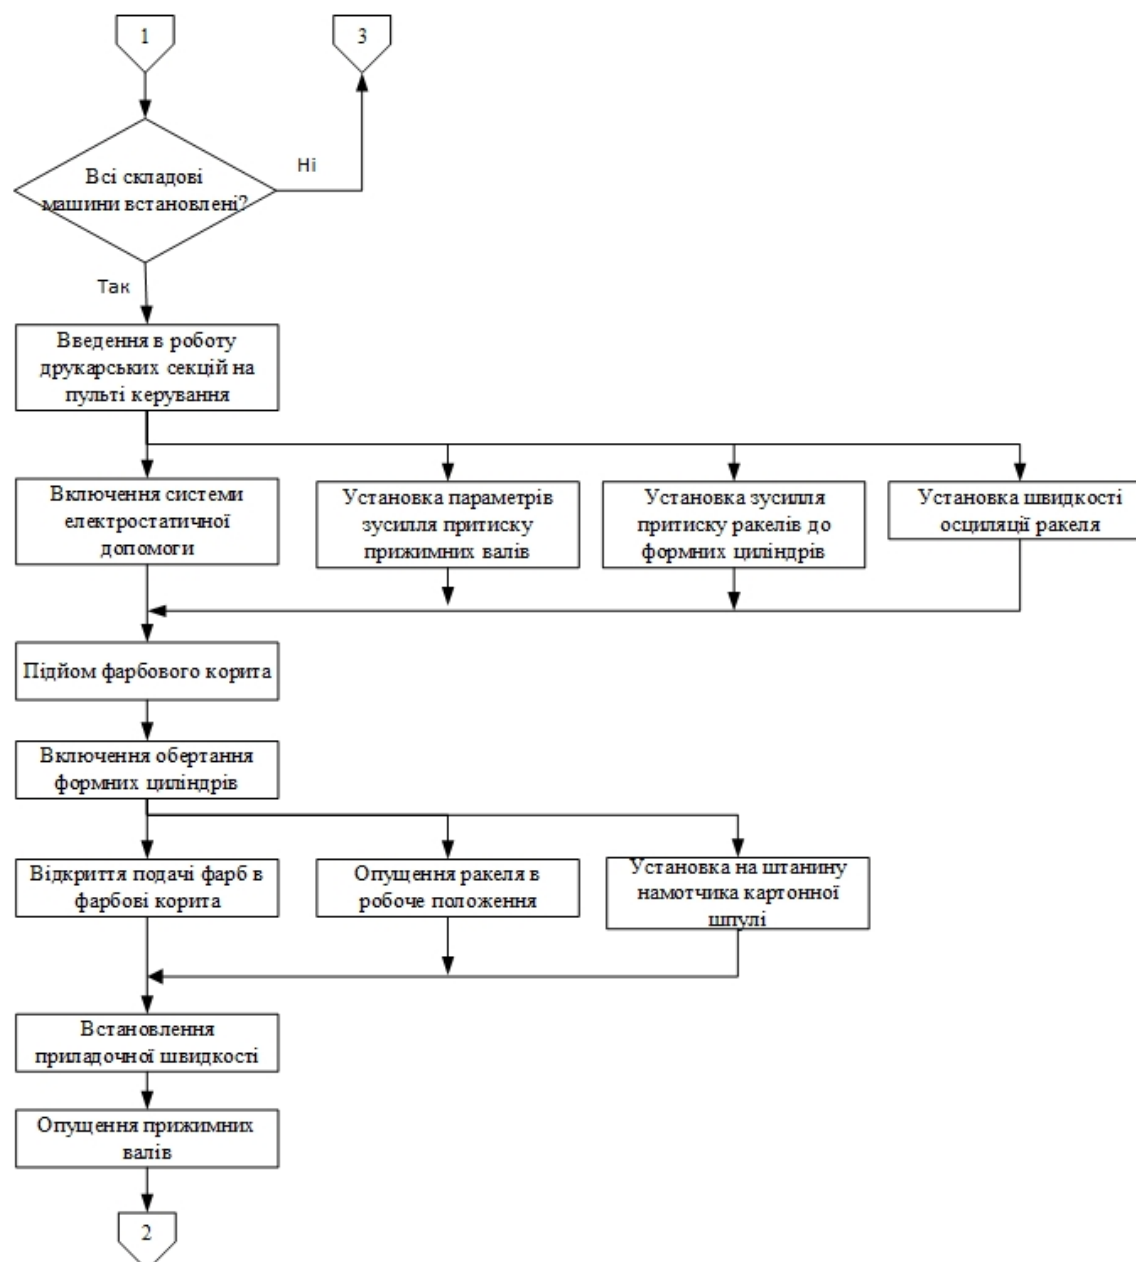 1
3
Всі складові
машини встановлені?
Ні
Так
Введення в роботу
друкарських секцій на
пульті керування
Включення системи
електростатичної
допомоги
Установка параметрів
зусилля притиску
прижимних валів
Установка зусилля
притиску ракелів до
формних циліндрів
Установка швидкості
осциляції ракеля
Підйом фарбового корита
Включення обертання
формних циліндрів
Відкриття подачі фарб в
фарбові корита
Опущення ракеля в
робоче положення
Установка на штанину
намотчика картонної
шпулі
Встановлення
приладочної швидкості
Опущення прижимних
валів
2